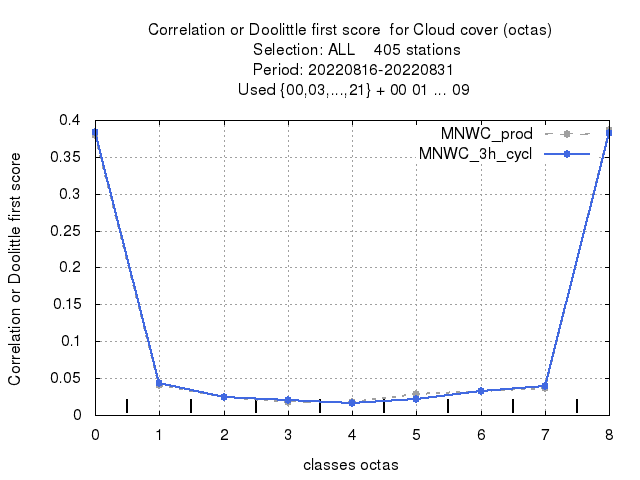 Correlation or Doolittle first score  for Cloud cover (octas)
Selection: ALL    405 stations
Period: 20220816-20220831
Used {00,03,...,21} + 00 01 ... 09
MNWC_prod
MNWC_3h_cycl
Correlation or Doolittle first score
0.4
0.35
0.3
0.25
0.2
0.15
0.1
0.05
0
0 1 2 3 4 5 6 7 8
classes octas